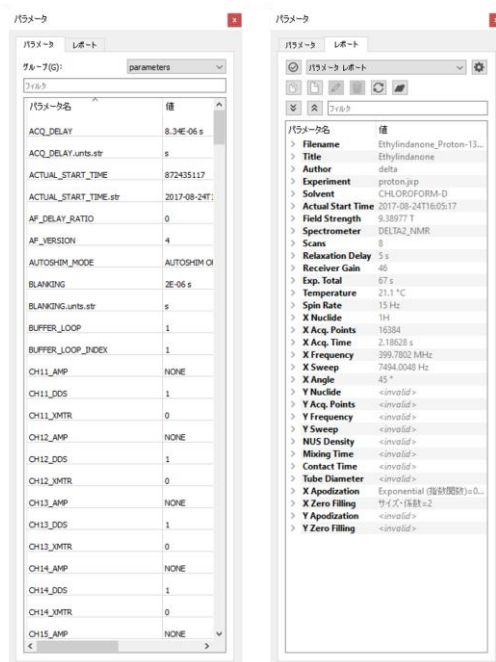 パラメータ
x
パラメータ レポート
グループ(G): parameters
フィルタ
パラメータ名 値
ACQ_DELAY 8.34E-06 s
ACQ_DELAY.unts.str s
ACTUAL_START_TIME 872435117
ACTUAL_START_TIME.str 2017-08-24T1
AF_DELAY_RATIO 0
AF_VERSION 4
AUTOSHIM_MODE AUTOSHIM OI
BLANKING 2E-06 s
BLANKING.unts.str s
BUFFER_LOOP 1
BUFFER_LOOP_INDEX 1
CH11_AMP NONE
CH11_DDS 1
CH11_XMTR 0
CH12_AMP NONE
CH12_DDS 1
CH12_XMTR 0
CH13_AMP NONE
CH13_DDS 1
CH13_XMTR 0
CH14_AMP NONE
CH14_DDS 1
CH14_XMTR 0
CH15_AMP NONE
パラメータ
x
パラメータ レポート
パラメータ レポート
フィルタ
パラメータ名 値
Filename Ethylindanone_Proton-13...
Title Ethylindanone
Author delta
Experiment proton.jxp
Solvent CHLOROFORM-D
Actual Start Time 2017-08-24T16:05:17
Field Strength 9.38977 T
Spectrometer DELTA2_NMR
Scans 8
Relaxation Delay 5 s
Receiver Gain 46
Exp. Total 67 s
Temperature 21.1 °C
Spin Rate 15 Hz
X Nuclide 1H
X Acq. Points 16384
X Acq. Time 2.18628 s
X Frequency 399.7802 MHz
X Sweep 7494.0048 Hz
X Angle 45 °
Y Nuclide <invalid>
Y Acq. Points <invalid>
Y Frequency <invalid>
Y Sweep <invalid>
NUS Density <invalid>
Mixing Time <invalid>
Contact Time <invalid>
Tube Diameter <invalid>
X Apodization Exponential (指数関数)=0...
X Zero Filling サイズ・係数=2
Y Apodization <invalid>
Y Zero Filling <invalid>